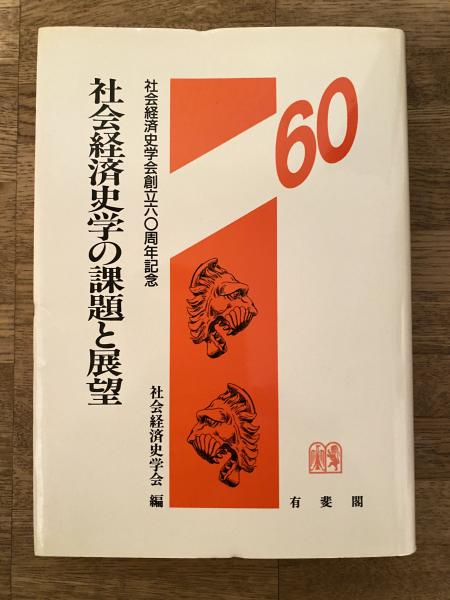 社会経済史学会創立六〇周年記念
社会経済史学の課題と展望
社会経済史学会 編
60
有斐閣